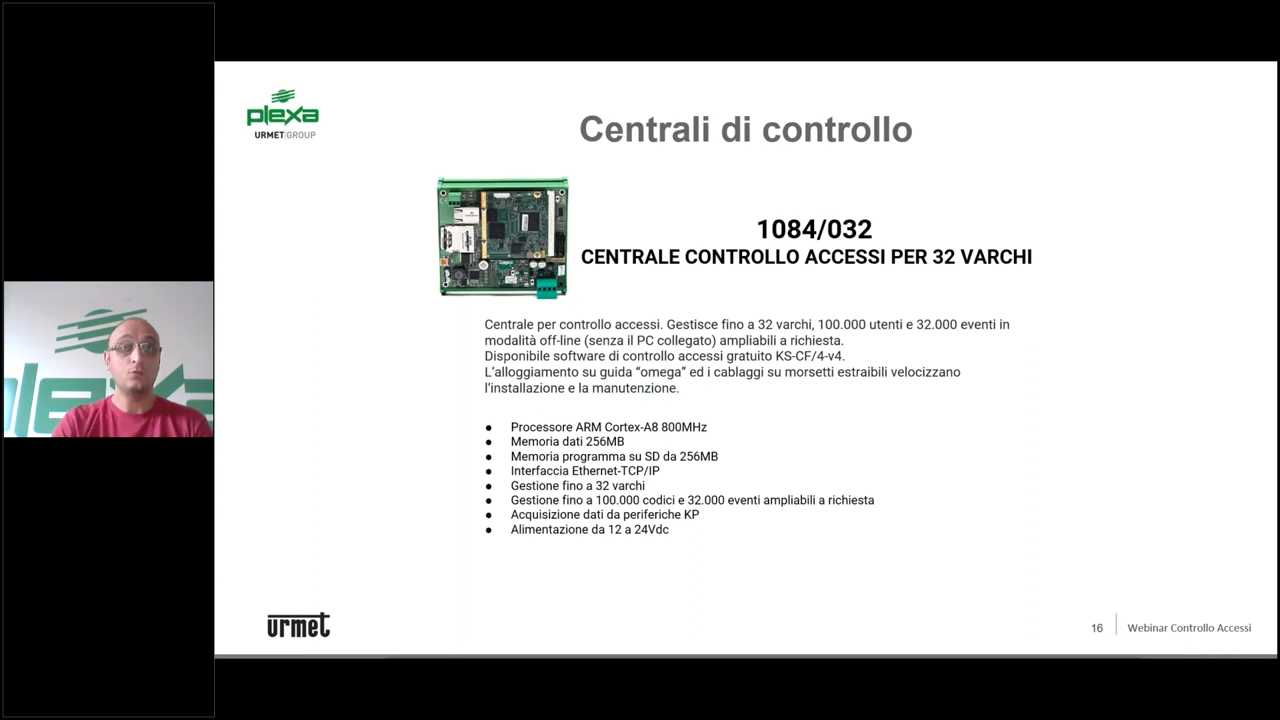 plexa
URMET GROUP
Centrali di controllo
1084/032
CENTRALE CONTROLLO ACCESSI PER 32 VARCHI
Centrale per controllo accessi. Gestisce fino a 32 varchi, 100.000 utenti e 32.000 eventi in
modalità off-line (senza il PC collegato) ampliabili a richiesta.
Disponibile software di controllo accessi gratuito KS-CF/4-v4.
L’alloggiamento su guida “omega” ed i cablaggi su morsetti estraibili velocizzano
l’installazione e la manutenzione.
● Processore ARM Cortex-A8 800MHz
● Memoria dati 256MB
● Memoria programma su SD da 256MB
● Interfaccia Ethernet-TCP/IP
● Gestione fino a 32 varchi
● Gestione fino a 100.000 codici e 32.000 eventi ampliabili a richiesta
● Acquisizione dati da periferiche KP
● Alimentazione da 12 a 24Vdc
plexa
urmet
16
Webinar Controllo Accessi